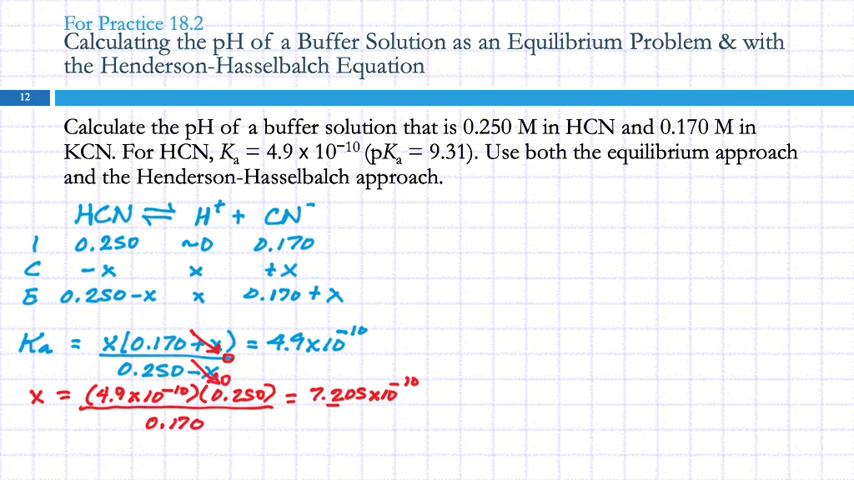 For Practice 18.2
Calculating the pH of a Buffer Solution as an Equilibrium Problem & with
the Henderson-Hasselbalch Equation
12
Calculate the pH of a buffer solution that is 0.250 M in HCN and 0.170 M in
KCN. For HCN, Kₐ = 4.9 x 10⁻¹⁰ (pKₐ = 9.31). Use both the equilibrium approach
and the Henderson-Hasselbalch approach.
HCN ⇌ H⁺ + CN⁻
I 0.250 ~0 0.170
C -x x +x
E 0.250-x x 0.170+x
Ka = x(0.170+x) = 4.9x10⁻¹⁰
0
0.250-x
0
x = (4.9x10⁻¹⁰)(0.250) = 7.205x10⁻¹⁰
0.170